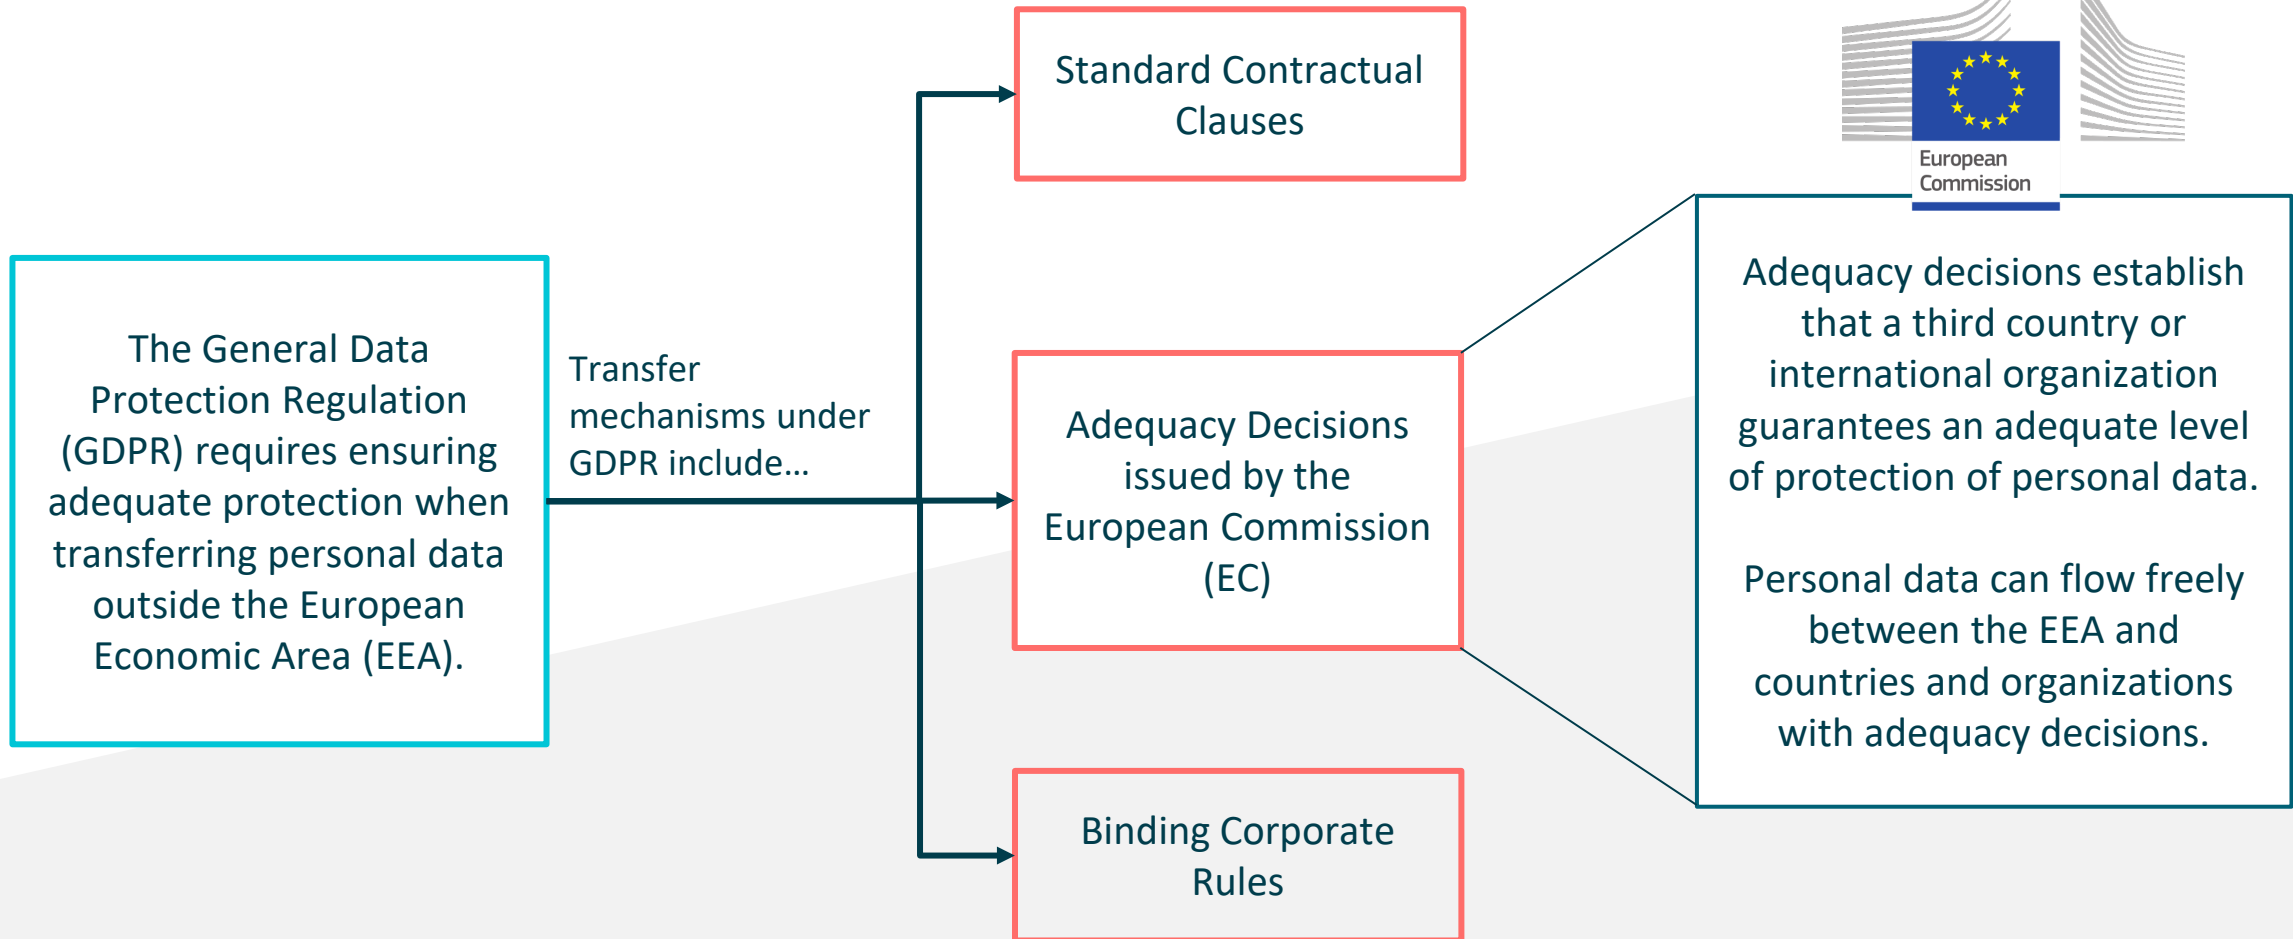 The General Data
Protection Regulation
(GDPR) requires ensuring
adequate protection when
transferring personal data
outside the European
Economic Area (EEA).
Transfer
mechanisms under
GDPR include…
Standard Contractual
Clauses
Adequacy Decisions
issued by the
European Commission
(EC)
Binding Corporate
Rules
European
Commission
Adequacy decisions establish
that a third country or
international organization
guarantees an adequate level
of protection of personal data.
Personal data can flow freely
between the EEA and
countries and organizations
with adequacy decisions.